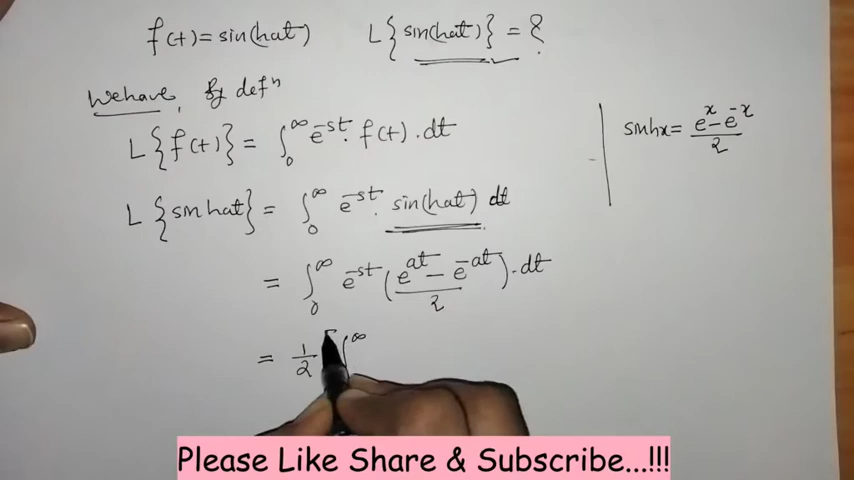 f(t) = sin(hat) L{sin(hat)} = ?
We have, by defⁿ
L{f(t)} = ∫₀^∞ e^-st . f(t) . dt
sinhx = (e^x - e^-x)/2
L{sin hat} = ∫₀^∞ e^-st . sin(hat) dt
= ∫₀^∞ e^-st ((e^at - e^-at)/2) . dt
= 1/2 [∫^∞
Please Like Share & Subscribe...!!!